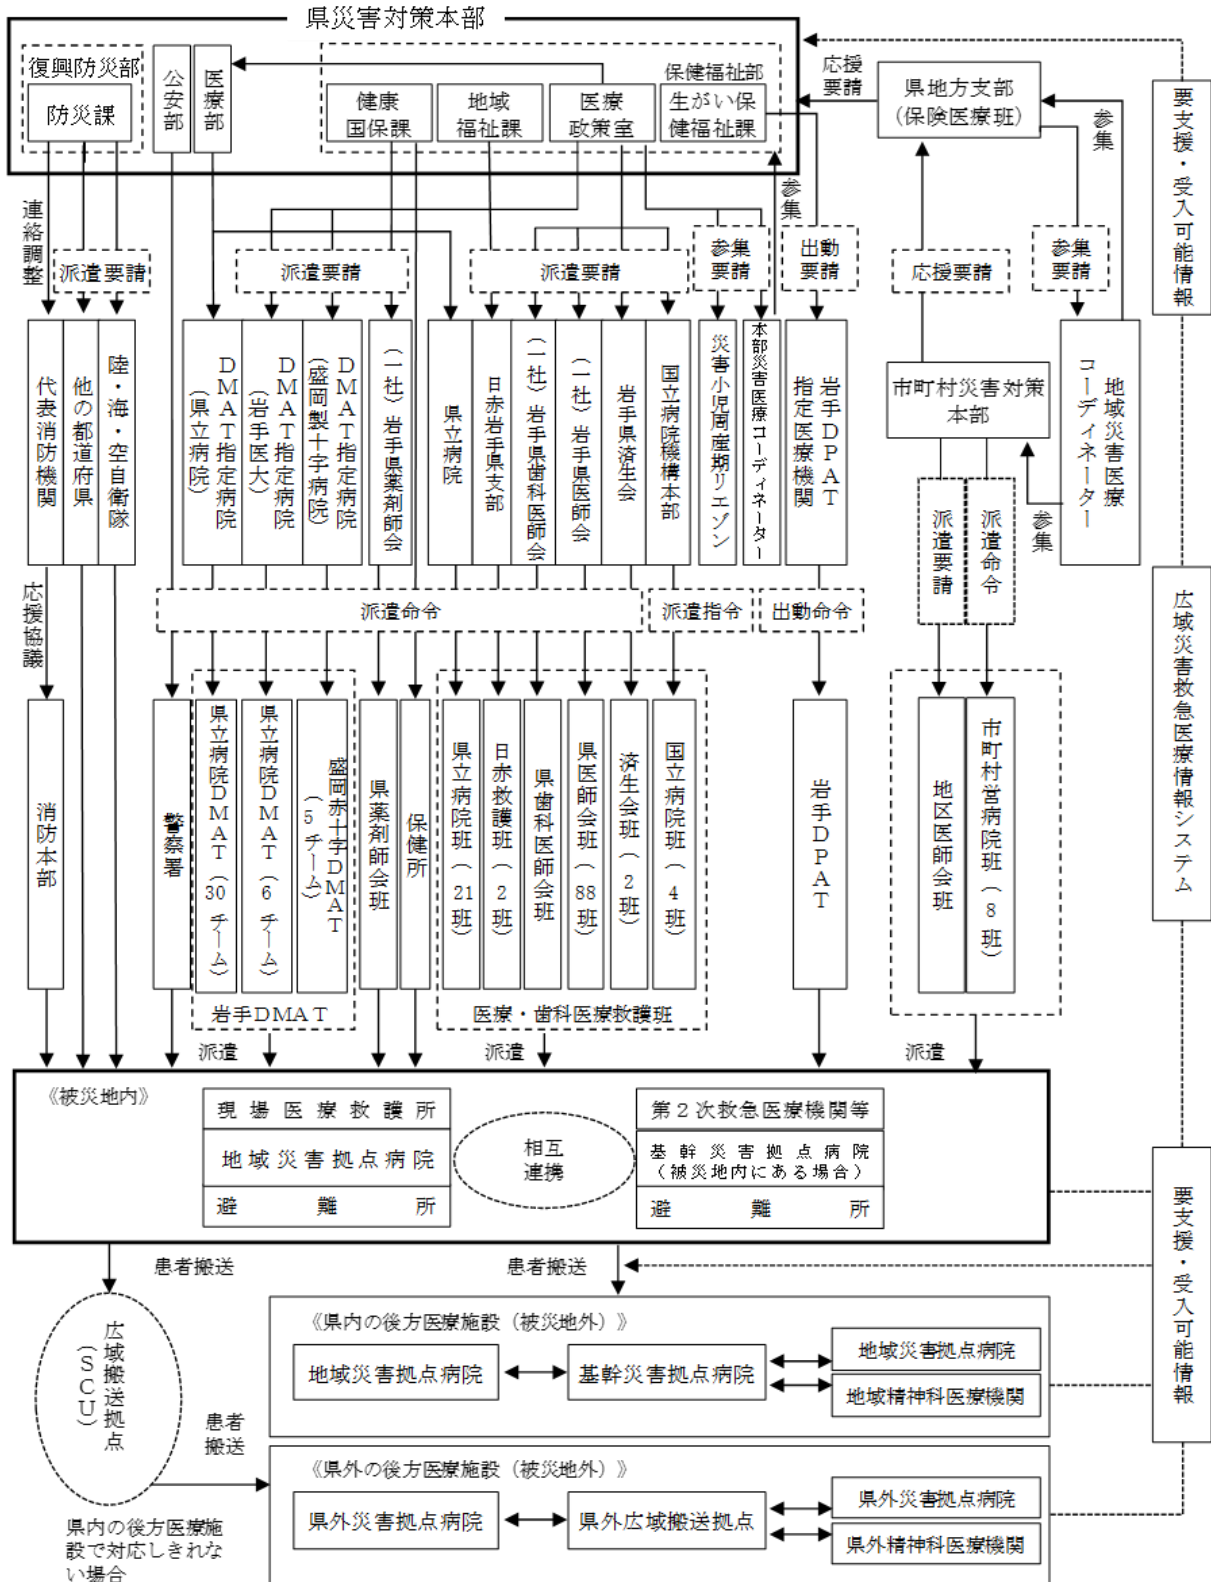 県災害対策本部
復興防災部
防災課
公安部
医療部
保健福祉部
健康
国保課
地域
福祉課
医療
政策室
生がい保
健福祉課
応援
要請
県地方支部
(保険医療班)
参集
要支援・受入可能情報
連絡調整
派遣要請
派遣要請
派遣要請
参集
要請
参集
出動
要請
応援要請
参集
要請
代表消防機関
他の都道府県
陸・海・空自衛隊
DMAT指定病院
(県立病院)
DMAT指定病院
(岩手医大)
DMAT指定病院
(盛岡製十字病院)
(一社)岩手県薬剤師会
県立病院
日赤岩手県支部
(一社)岩手県歯科医師会
(一社)岩手県医師会
岩手県済生会
国立病院機構本部
災害小児周産期リエゾン
本部災害医療コーディネーター
岩手DPAT
指定医療機関
市町村災害対策
本部
地域災害医療
コーディネーター
参集
派遣要請
派遣命令
応援協議
派遣命令
派遣指令
出動命令
広域災害救急医療情報システム
消防本部
警察署
県立病院DMAT(30チーム)
県立病院DMAT(6チーム)
盛岡赤十字DMAT
(5チーム)
岩手DMAT
県薬剤師会班
保健所
県立病院班(21班)
日赤救護班(2班)
県歯科医師会班
県医師会班(88班)
済生会班(2班)
国立病院班(4班)
医療・歯科医療救護班
岩手DPAT
地区医師会班
市町村営病院班(8班)
派遣
派遣
派遣
《被災地内》
現場医療救護所
地域災害拠点病院
避難所
相互
連携
第2次救急医療機関等
基幹災害拠点病院
(被災地内にある場合)
避難所
要支援・受入可能情報
患者搬送
患者搬送
広域搬送拠点
(SCU)
《県内の後方医療施設(被災地外)》
地域災害拠点病院
基幹災害拠点病院
地域災害拠点病院
地域精神科医療機関
患者
搬送
《県外の後方医療施設(被災地外)》
県外災害拠点病院
県外広域搬送拠点
県外災害拠点病院
県外精神科医療機関
県内の後方医療施
設で対応しきれな
い場合